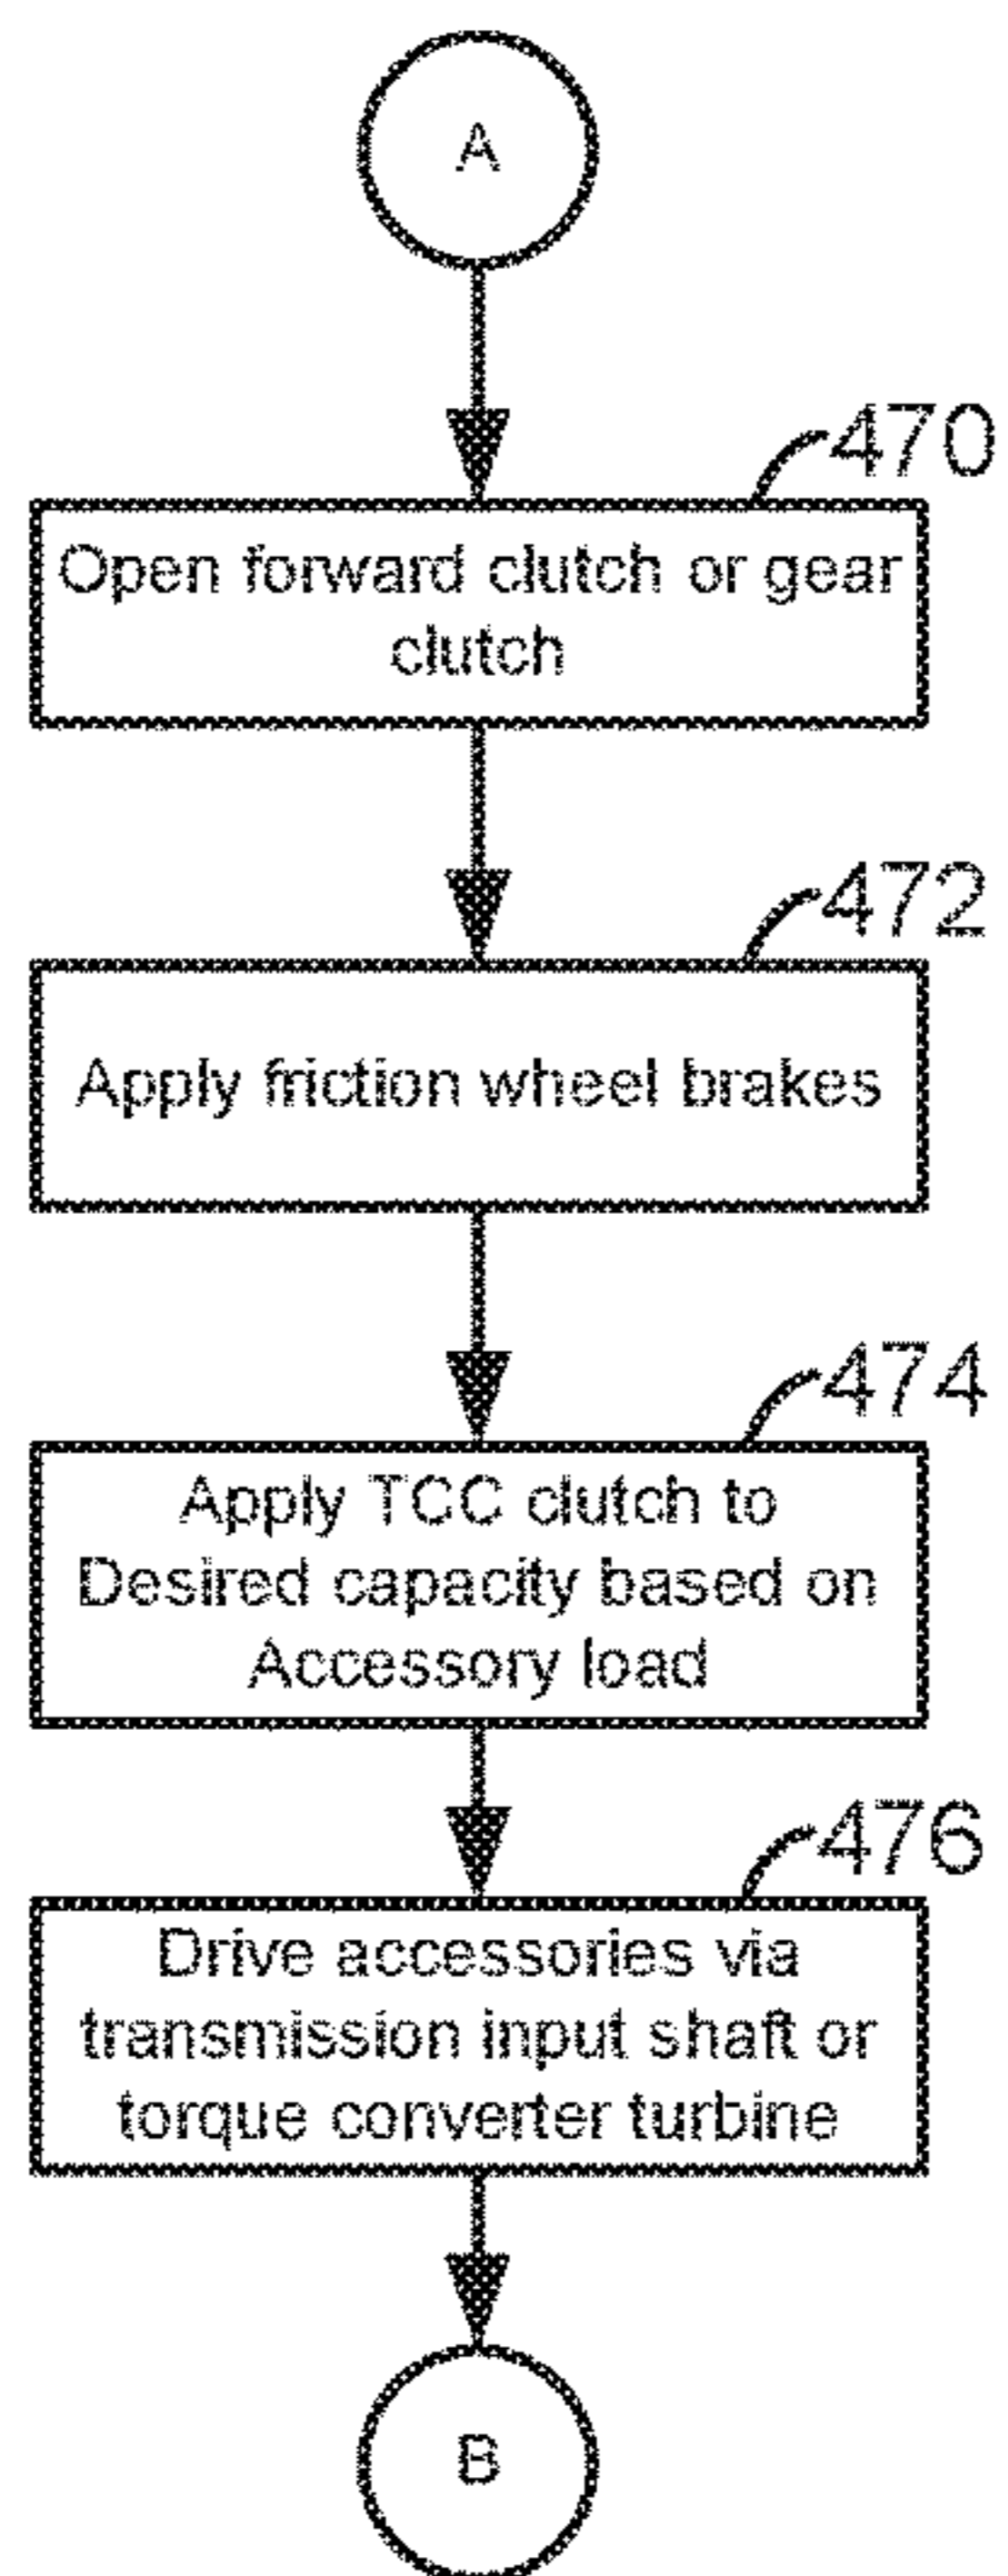 A
470
Open forward clutch or gear
clutch
472
Apply friction wheel brakes
474
Apply TCC clutch to
Desired capacity based on
Accessory load
476
Drive accessories via
transmission input shaft or
torque converter turbine
B